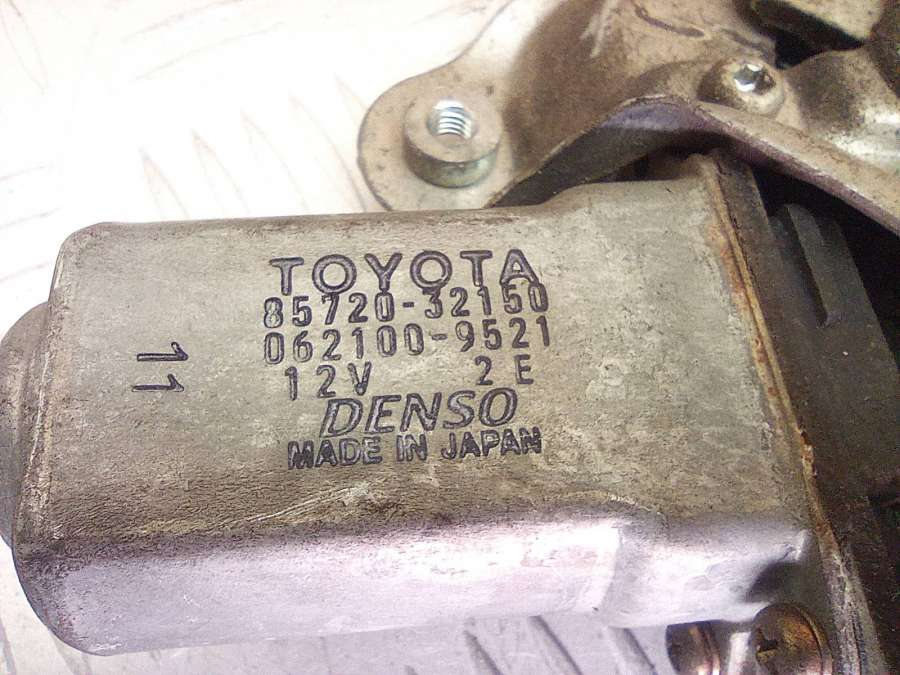 TOYOTA
85720-32150
062100-9521
12V 2E
DENSO
MADE IN JAPAN
11